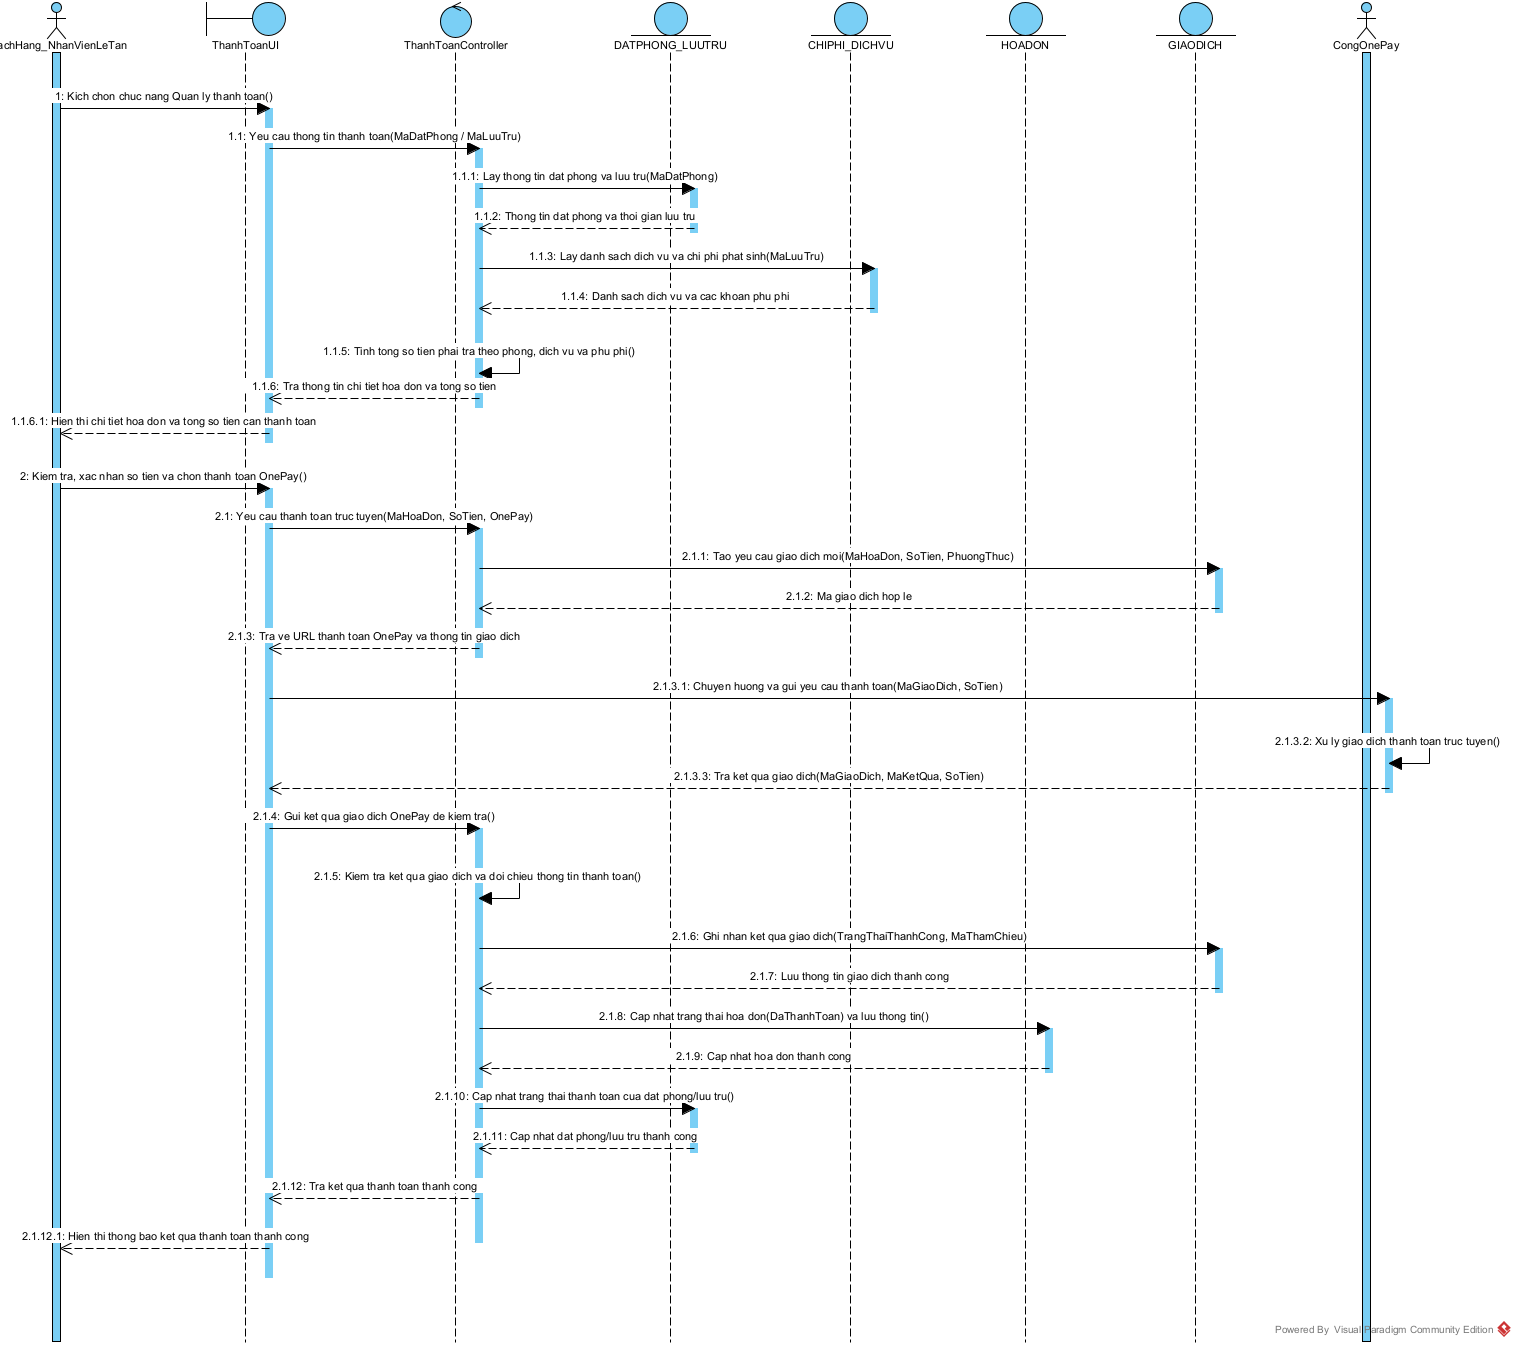 achHang_NhanVienLeTan
ThanhToanUI
ThanhToanController
DATPHONG_LUUTRU
CHIPHI_DICHVU
HOADON
GIAODICH
CongOnePay
1: Kich chon chuc nang Quan ly thanh toan()
1.1: Yeu cau thong tin thanh toan(MaDatPhong / MaLuuTru)
1.1.1: Lay thong tin dat phong va luu tru(MaDatPhong)
1.1.2: Thong tin dat phong va thoi gian luu tru
1.1.3: Lay danh sach dich vu va chi phi phat sinh(MaLuuTru)
1.1.4: Danh sach dich vu va cac khoan phu phi
1.1.5: Tinh tong so tien phai tra theo phong, dich vu va phu phi()
1.1.6: Tra thong tin chi tiet hoa don va tong so tien
1.1.6.1: Hien thi chi tiet hoa don va tong so tien can thanh toan
2: Kiem tra, xac nhan so tien va chon thanh toan OnePay()
2.1: Yeu cau thanh toan truc tuyen(MaHoaDon, SoTien, OnePay)
2.1.1: Tao yeu cau giao dich moi(MaHoaDon, SoTien, PhuongThuc)
2.1.2: Ma giao dich hop le
2.1.3: Tra ve URL thanh toan OnePay va thong tin giao dich
2.1.3.1: Chuyen huong va gui yeu cau thanh toan(MaGiaoDich, SoTien)
2.1.3.2: Xu ly giao dich thanh toan truc tuyen()
2.1.3.3: Tra ket qua giao dich(MaGiaoDich, MaKetQua, SoTien)
2.1.4: Gui ket qua giao dich OnePay de kiem tra()
2.1.5: Kiem tra ket qua giao dich va doi chieu thong tin thanh toan()
2.1.6: Ghi nhan ket qua giao dich(TrangThaiThanhCong, MaThamChieu)
2.1.7: Luu thong tin giao dich thanh cong
2.1.8: Cap nhat trang thai hoa don(DaThanhToan) va luu thong tin()
2.1.9: Cap nhat hoa don thanh cong
2.1.10: Cap nhat trang thai thanh toan cua dat phong/luu tru()
2.1.11: Cap nhat dat phong/luu tru thanh cong
2.1.12: Tra ket qua thanh toan thanh cong
2.1.12.1: Hien thi thong bao ket qua thanh toan thanh cong
Powered By Visual Paradigm Community Edition